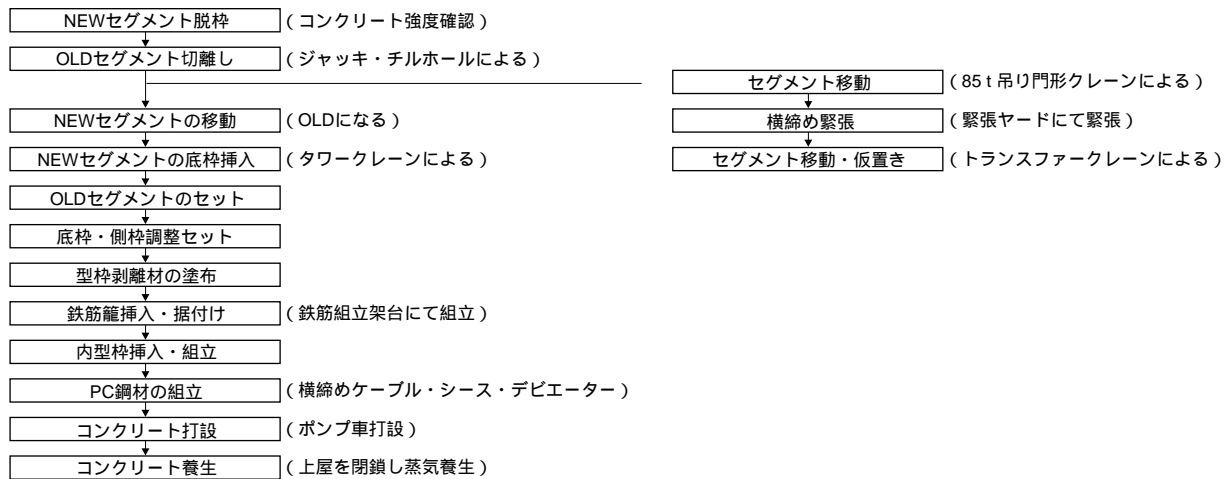 NEWセグメント脱枠 (コンクリート強度確認)
OLDセグメント切離し (ジャッキ・チルホールによる)
セグメント移動 (85 t 吊り門形クレーンによる)
NEWセグメントの移動 (OLDになる)
横締め緊張 (緊張ヤードにて緊張)
NEWセグメントの底枠挿入 (タワークレーンによる)
セグメント移動・仮置き (トランスファークレーンによる)
OLDセグメントのセット
底枠・側枠調整セット
型枠剥離材の塗布
鉄筋籠挿入・据付け (鉄筋組立架台にて組立)
内型枠挿入・組立
PC鋼材の組立 (横締めケーブル・シース・デビエーター)
コンクリート打設 (ポンプ車打設)
コンクリート養生 (上屋を閉鎖し蒸気養生)